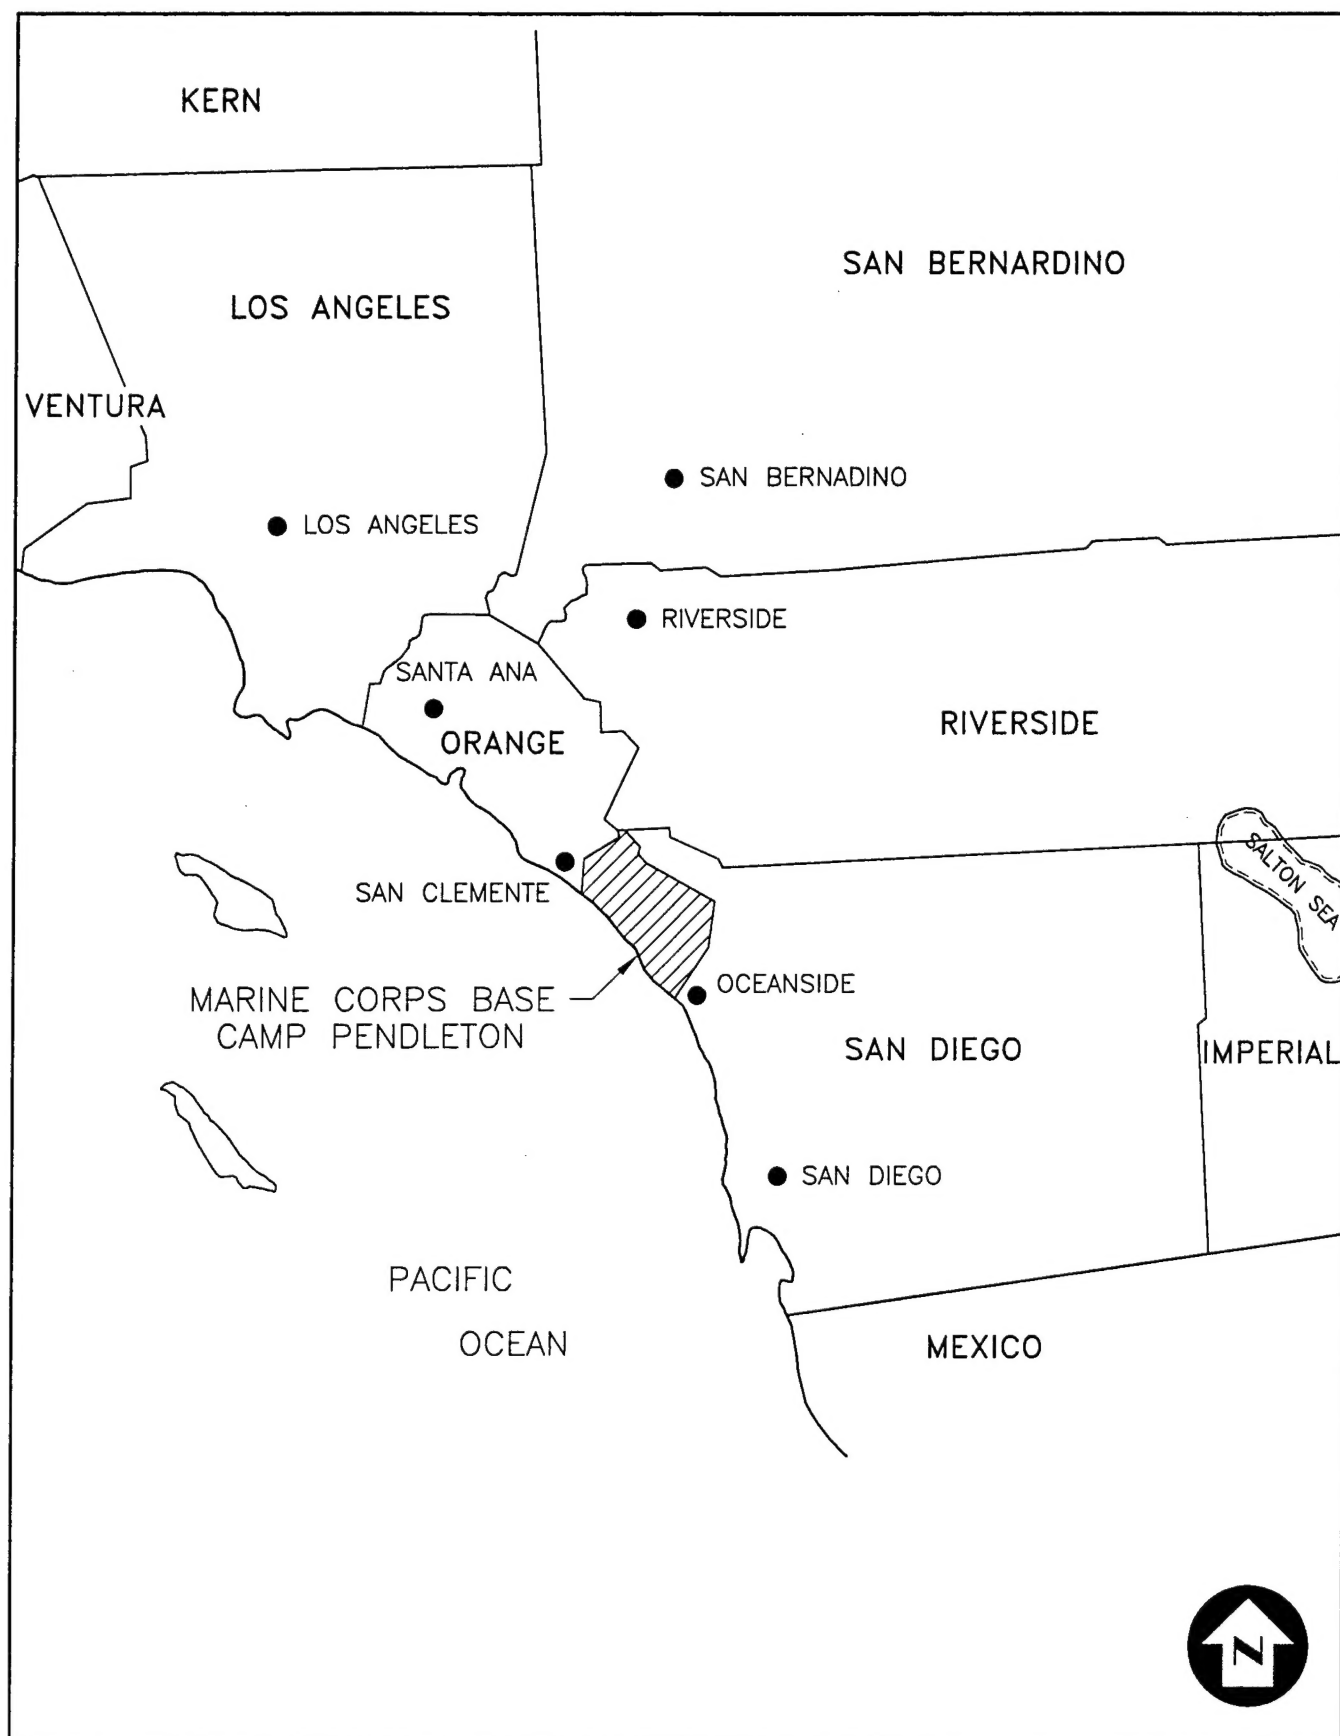 KERN
SAN BERNARDINO
LOS ANGELES
VENTURA
SAN BERNADINO
LOS ANGELES
RIVERSIDE
SANTA ANA
RIVERSIDE
ORANGE
SALTON SEA
SAN CLEMENTE
OCEANSIDE
MARINE CORPS BASE
CAMP PENDLETON
SAN DIEGO
IMPERIAL
SAN DIEGO
PACIFIC
OCEAN
MEXICO
N